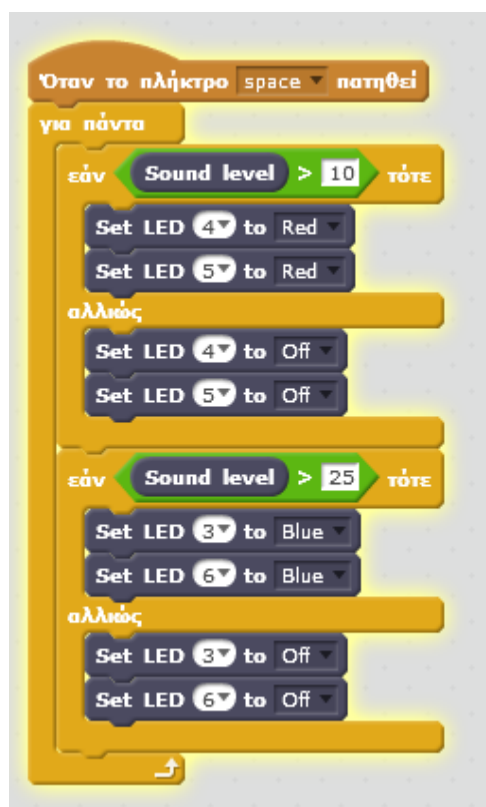 Όταν το πλήκτρο space πατηθεί
για πάντα
εάν Sound level > 10 τότε
Set LED 4 to Red
Set LED 5 to Red
αλλιώς
Set LED 4 to Off
Set LED 5 to Off
εάν Sound level > 25 τότε
Set LED 3 to Blue
Set LED 6 to Blue
αλλιώς
Set LED 3 to Off
Set LED 6 to Off